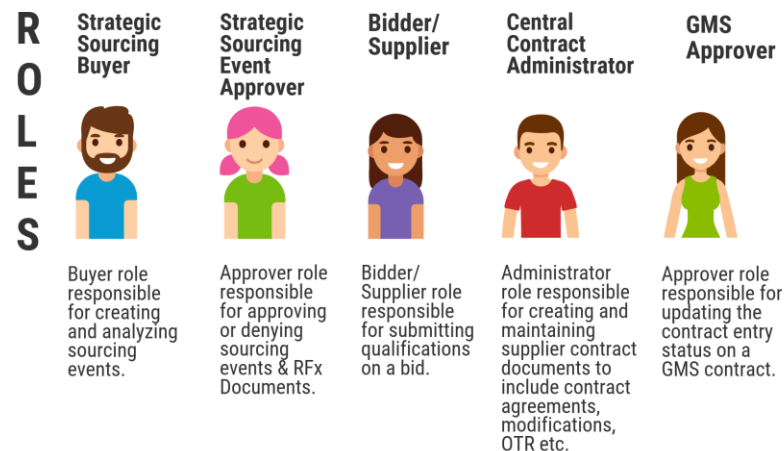 ROLES
Strategic
Sourcing
Buyer
Strategic
Sourcing
Event
Approver
Bidder/
Supplier
Central
Contract
Administrator
GMS
Approver
Buyer role
responsible
for creating
and analyzing
sourcing
events.
Approver role
responsible
for approving
or denying
sourcing
events & RFx
Documents.
Bidder/
Supplier role
responsible
for submitting
qualifications
on a bid.
Administrator
role responsible
for creating and
maintaining
supplier contract
documents to
include contract
agreements,
modifications,
OTR etc.
Approver role
responsible for
updating the
contract entry
status on a
GMS contract.